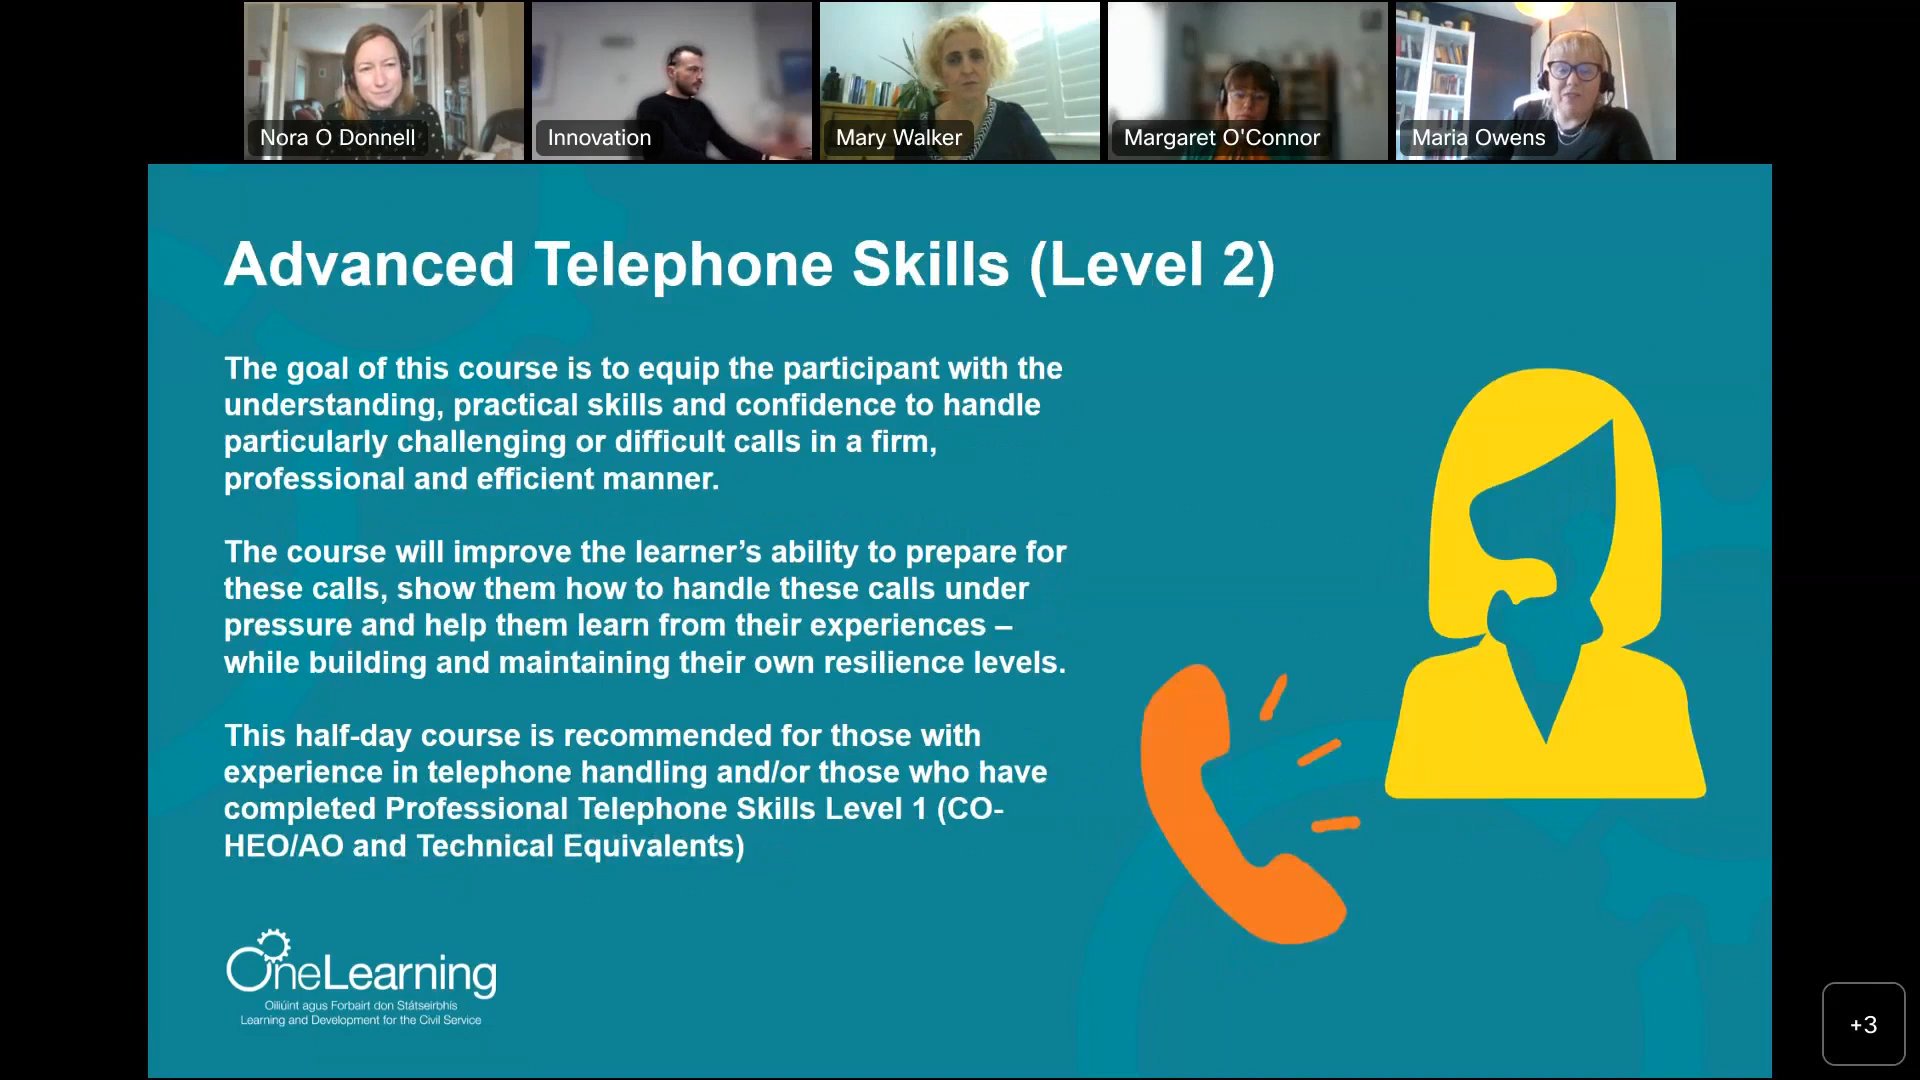 Nora O Donnell
Innovation
Mary Walker
Margaret O'Connor
Maria Owens
Advanced Telephone Skills (Level 2)
The goal of this course is to equip the participant with the
understanding, practical skills and confidence to handle
particularly challenging or difficult calls in a firm,
professional and efficient manner.
The course will improve the learner’s ability to prepare for
these calls, show them how to handle these calls under
pressure and help them learn from their experiences –
while building and maintaining their own resilience levels.
This half-day course is recommended for those with
experience in telephone handling and/or those who have
completed Professional Telephone Skills Level 1 (CO-
HEO/AO and Technical Equivalents)
OneLearning
Oiliúint agus Forbairt don Státseirbhís
Learning and Development for the Civil Service
+3